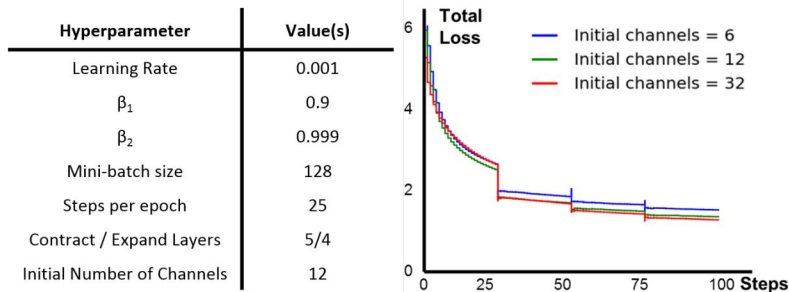 Hyperparameter Value(s)
Learning Rate 0.001
β1 0.9
β2 0.999
Mini-batch size 128
Steps per epoch 25
Contract / Expand Layers 5/4
Initial Number of Channels 12
Total
Loss
Initial channels = 6
Initial channels = 12
Initial channels = 32
6
4
2
0
0 25 50 75 100 Steps